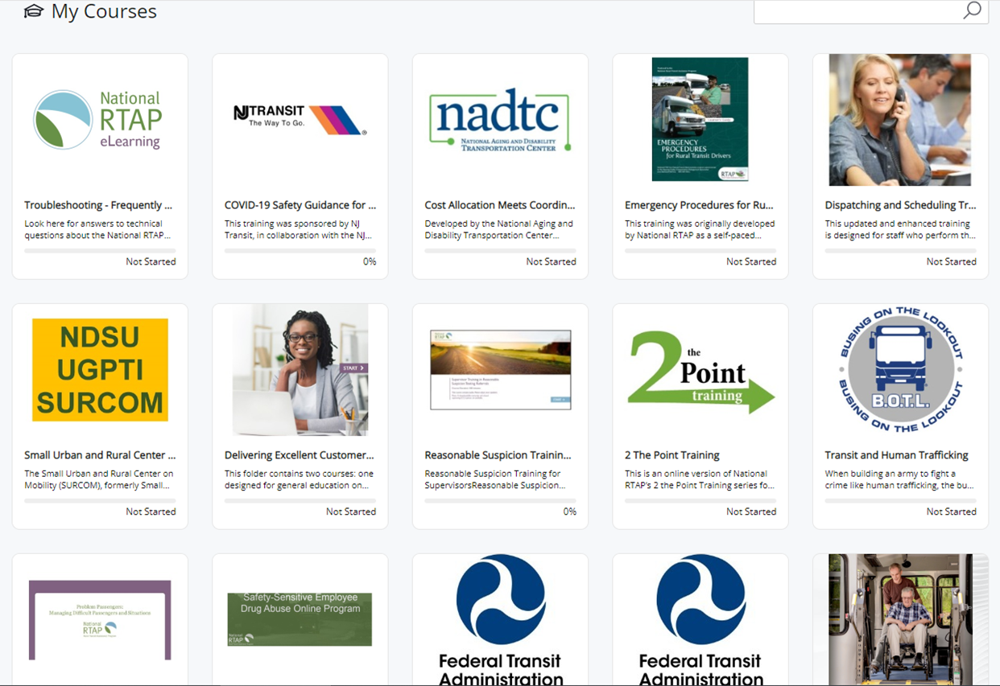 My Courses
National
RTAP
eLearning
Troubleshooting - Frequently ...
Look here for answers to technical
questions about the National RTAP...
Not Started
NJTRANSIT
The Way To Go.
COVID-19 Safety Guidance for ...
This training was sponsored by NJ
Transit, in collaboration with the NJ...
0%
nadtc
NATIONAL AGING AND DISABILITY
TRANSPORTATION CENTER
Cost Allocation Meets Coordin...
Developed by the National Aging and
Disability Transportation Center...
Not Started
EMERGENCY
PROCEDURES
for Rural Transit Drivers
RTAP
Emergency Procedures for Ru...
This training was originally developed
by National RTAP as a self-paced...
Not Started
Dispatching and Scheduling Tr...
This updated and enhanced training
is designed for staff who perform th...
Not Started
NDSU
UGPTI
SURCOM
Small Urban and Rural Center ...
The Small Urban and Rural Center on
Mobility (SURCOM), formerly Small...
Not Started
START
Delivering Excellent Customer...
This folder contains two courses: one
designed for general education on...
Not Started
RTAP
Supervisor Training in Reasonable
Suspicion Testing Referrals
Reasonable Suspicion Trainin...
Reasonable Suspicion Training for
SupervisorsReasonable Suspicion...
0%
2 the
Point
training
2 The Point Training
This is an online version of National
RTAP's 2 the Point Training series fo...
Not Started
BUSING ON THE LOOKOUT
B.O.T.L.
BUSING ON THE LOOKOUT
Transit and Human Trafficking
When building an army to fight a
crime like human trafficking, the bu...
Not Started
Problem Passengers:
Managing Difficult Passengers and Situations
National
RTAP
Safety-Sensitive Employee
Drug Abuse Online Program
National
RTAP
Federal Transit
Administration
Federal Transit
Administration